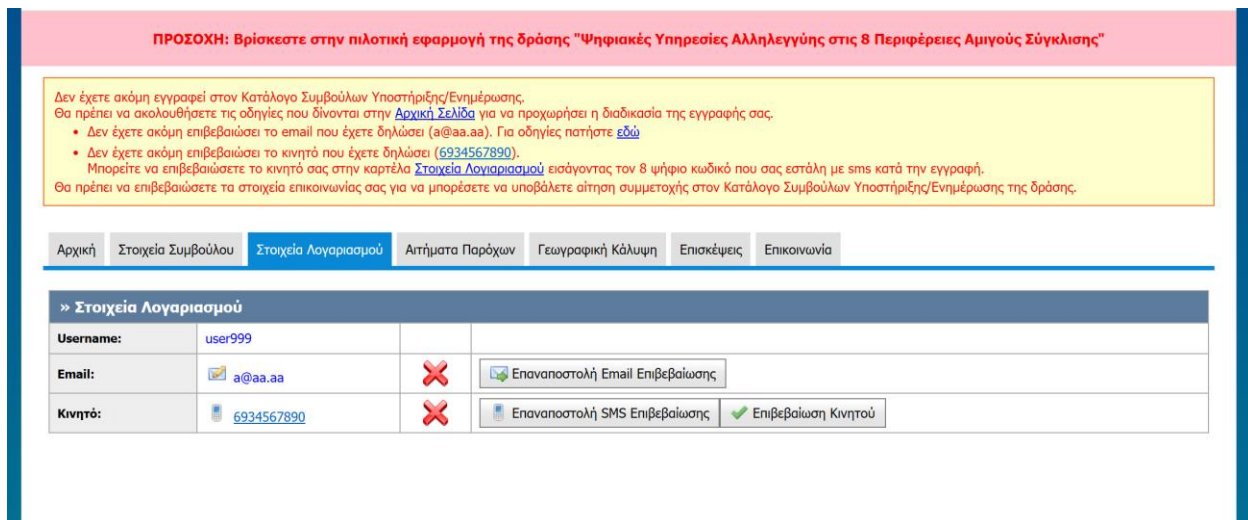 ΠΡΟΣΟΧΗ: Βρίσκεστε στην πιλοτική εφαρμογή της δράσης "Ψηφιακές Υπηρεσίες Αλληλεγγύης στις 8 Περιφέρειες Αμιγούς Σύγκλισης"
Δεν έχετε ακόμη εγγραφεί στον Κατάλογο Συμβούλων Υποστήριξης/Ενημέρωσης.
Θα πρέπει να ακολουθήσετε τις οδηγίες που δίνονται στην Αρχική Σελίδα για να προχωρήσει η διαδικασία της εγγραφής σας.
• Δεν έχετε ακόμη επιβεβαιώσει το email που έχετε δηλώσει (a@aa.aa). Για οδηγίες πατήστε εδώ
• Δεν έχετε ακόμη επιβεβαιώσει το κινητό που έχετε δηλώσει (6934567890).
Μπορείτε να επιβεβαιώσετε το κινητό σας στην καρτέλα Στοιχεία Λογιαριασμού εισάγοντας τον 8 ψήφιο κωδικό που σας εστάλη με sms κατά την εγγραφή.
Θα πρέπει να επιβεβαιώσετε τα στοιχεία επικοινωνίας σας για να μπορέσετε να υποβάλετε αίτηση συμμετοχής στον Κατάλογο Συμβούλων Υποστήριξης/Ενημέρωσης της δράσης.
Αρχική Στοιχεία Συμβούλου Στοιχεία Λογαριασμού Αιτήματα Παρόχων Γεωγραφική Κάλυψη Επισκέψεις Επικοινωνία
» Στοιχεία Λογαριασμού
Username: user999
Email: a@aa.aa Επαναποστολή Email Επιβεβαίωσης
Κινητό: 6934567890 Επαναποστολή SMS Επιβεβαίωσης Επιβεβαίωση Κινητού